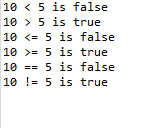 10 < 5 is false
10 > 5 is true
10 <= 5 is false
10 >= 5 is true
10 == 5 is false
10 != 5 is true